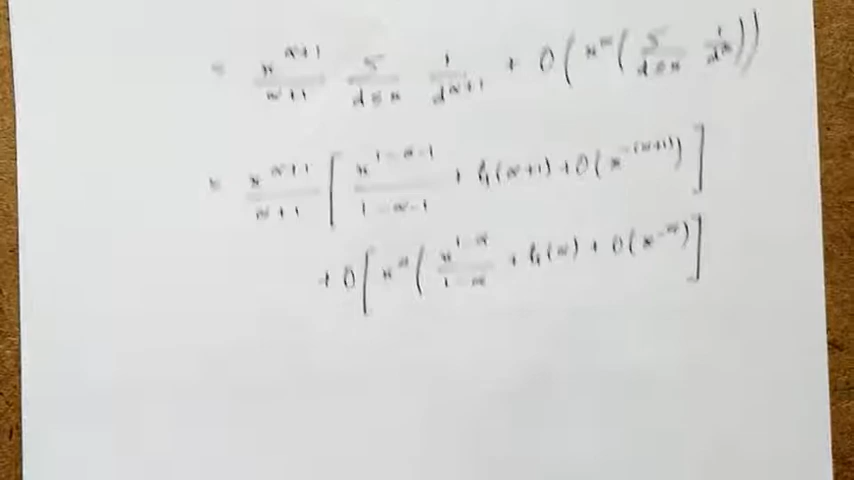 = x^{α+1}/(α+1) Σ_{d≤x} 1/d^{α+1} + O(x^α(Σ_{d≤x} 1/d^α))
= x^{α+1}/(α+1) [ x^{1-α-1}/(1-α-1) + ζ(α+1) + O(x^{-(α+1)}) ]
+ O[ x^α ( x^{1-α}/(1-α) + ζ(α) + O(x^{-α}) ]